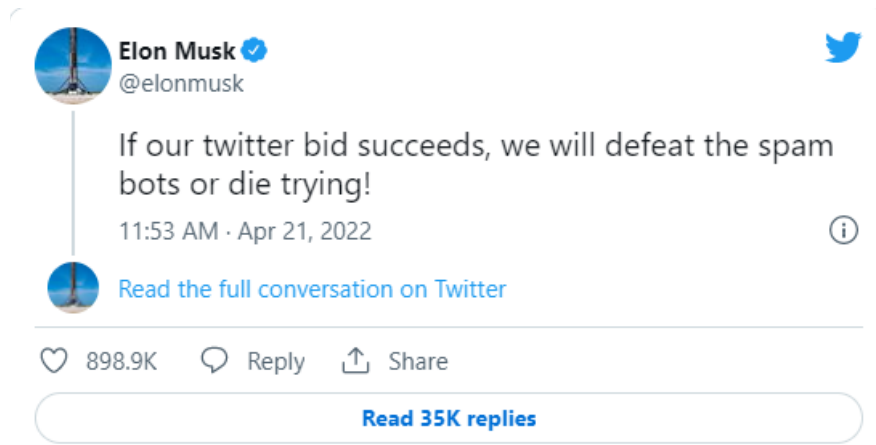 Elon Musk
@elonmusk
If our twitter bid succeeds, we will defeat the spam
bots or die trying!
11:53 AM · Apr 21, 2022
Read the full conversation on Twitter
898.9K Reply Share
Read 35K replies